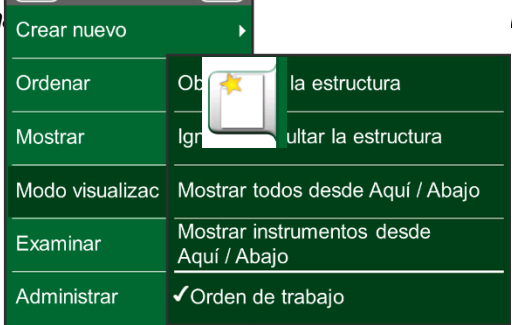 Crear nuevo
Ordenar
Mostrar
Modo visualizac
Examinar
Administrar
Ob la estructura
Ign ultar la estructura
Mostrar todos desde Aquí / Abajo
Mostrar instrumentos desde
Aquí / Abajo
✓Orden de trabajo